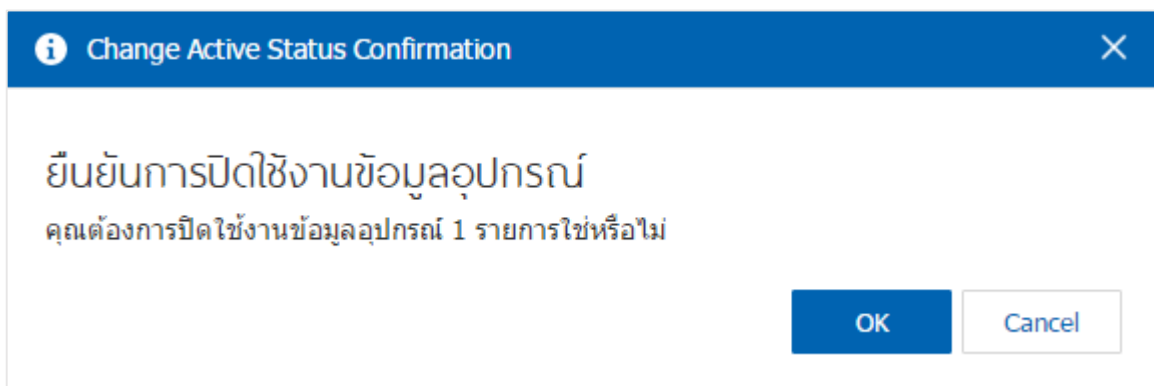 Change Active Status Confirmation
ยืนยันการปิดใช้งานข้อมูลอุปกรณ์
คุณต้องการปิดใช้งานข้อมูลอุปกรณ์ 1 รายการใช่หรือไม่
OK Cancel